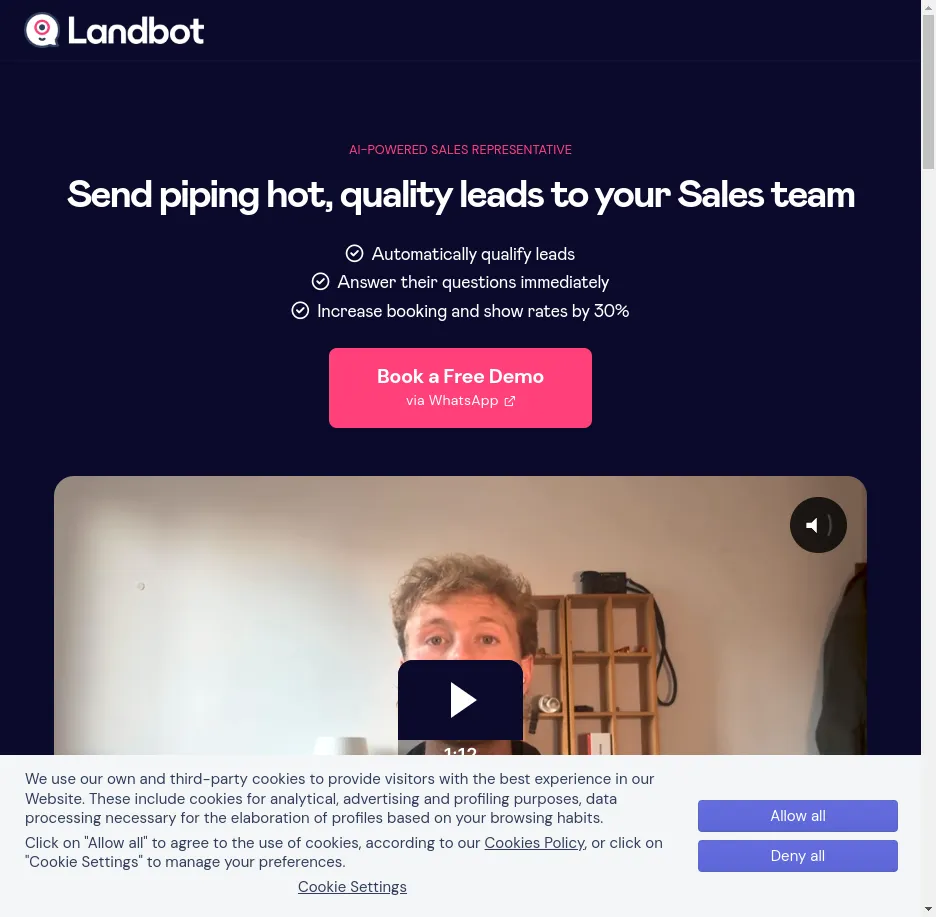 Landbot
AI-POWERED SALES REPRESENTATIVE
Send piping hot, quality leads to your Sales team
Automatically qualify leads
Answer their questions immediately
Increase booking and show rates by 30%
Book a Free Demo
via WhatsApp
1:12
We use our own and third-party cookies to provide visitors with the best experience in our
Website. These include cookies for analytical, advertising and profiling purposes, data
processing necessary for the elaboration of profiles based on your browsing habits.
Click on "Allow all" to agree to the use of cookies, according to our Cookies Policy, or click on
"Cookie Settings" to manage your preferences.
Cookie Settings
Allow all
Deny all